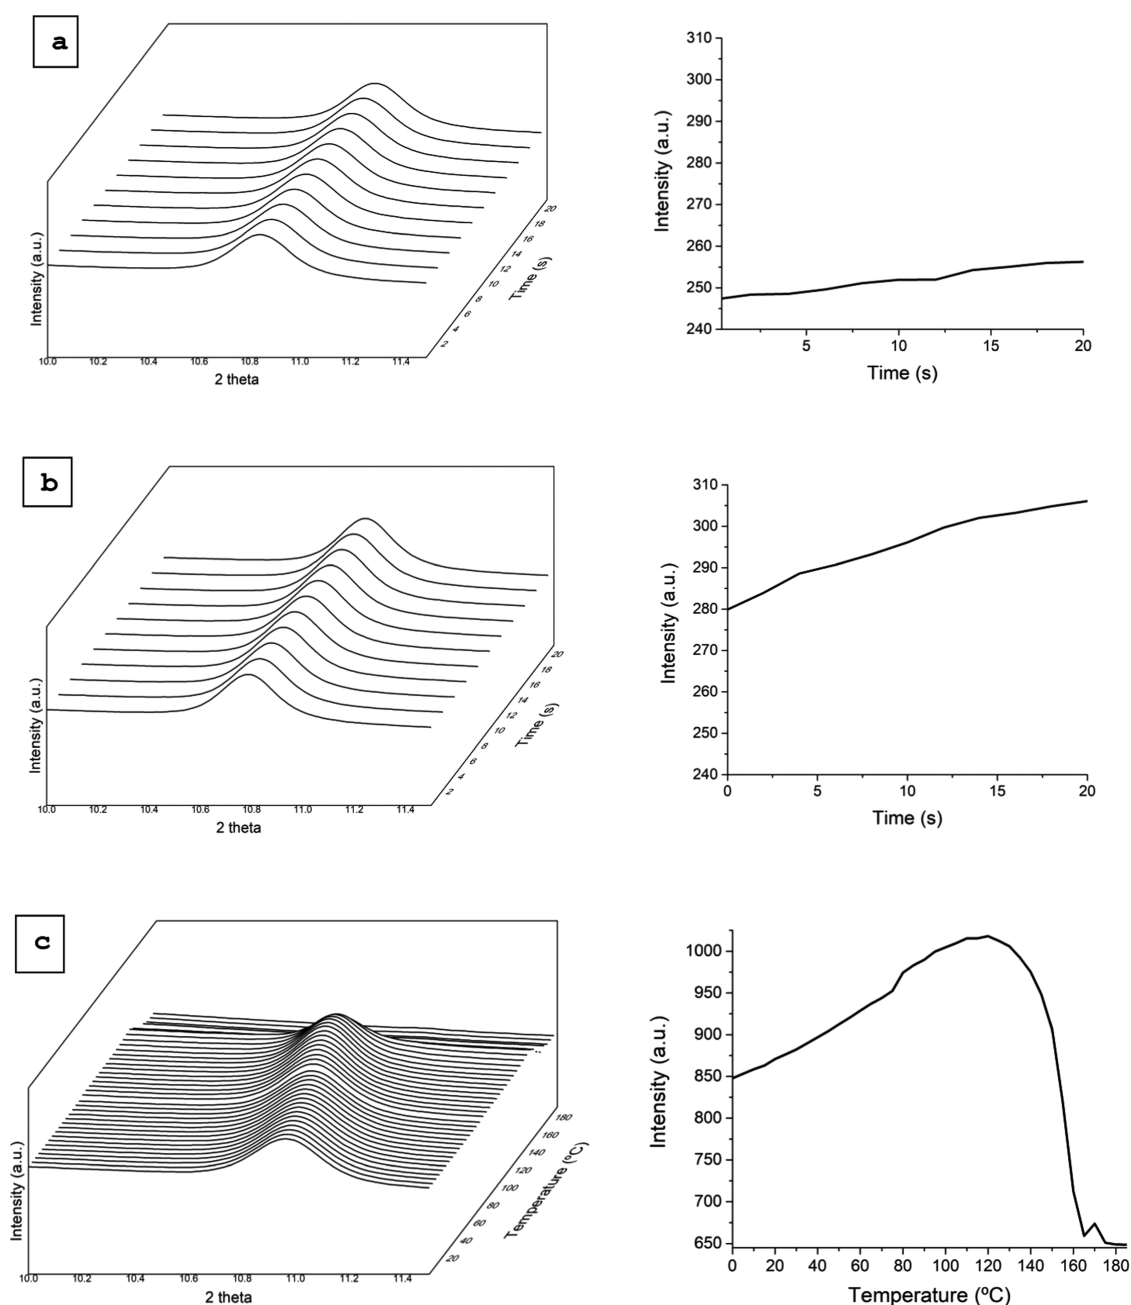 a
Intensity (a.u.)
10.0 10.2 10.4 10.6 10.8 11.0 11.2 11.4
2 theta
2 4 6 8 10 12 14 16 18 20
Time (s)
310
300
290
280
270
260
250
240
Intensity (a.u.)
5 10 15 20
Time (s)
b
Intensity (a.u.)
10.0 10.2 10.4 10.6 10.8 11.0 11.2 11.4
2 theta
2 4 6 8 10 12 14 16 18 20
Time (s)
310
300
290
280
270
260
250
240
Intensity (a.u.)
0 5 10 15 20
Time (s)
c
Intensity (a.u.)
10.0 10.2 10.4 10.6 10.8 11.0 11.2 11.4
2 theta
20 40 60 80 100 120 140 160 180
Temperature (ºC)
1000
950
900
850
800
750
700
650
Intensity (a.u.)
0 20 40 60 80 100 120 140 160 180
Temperature (ºC)